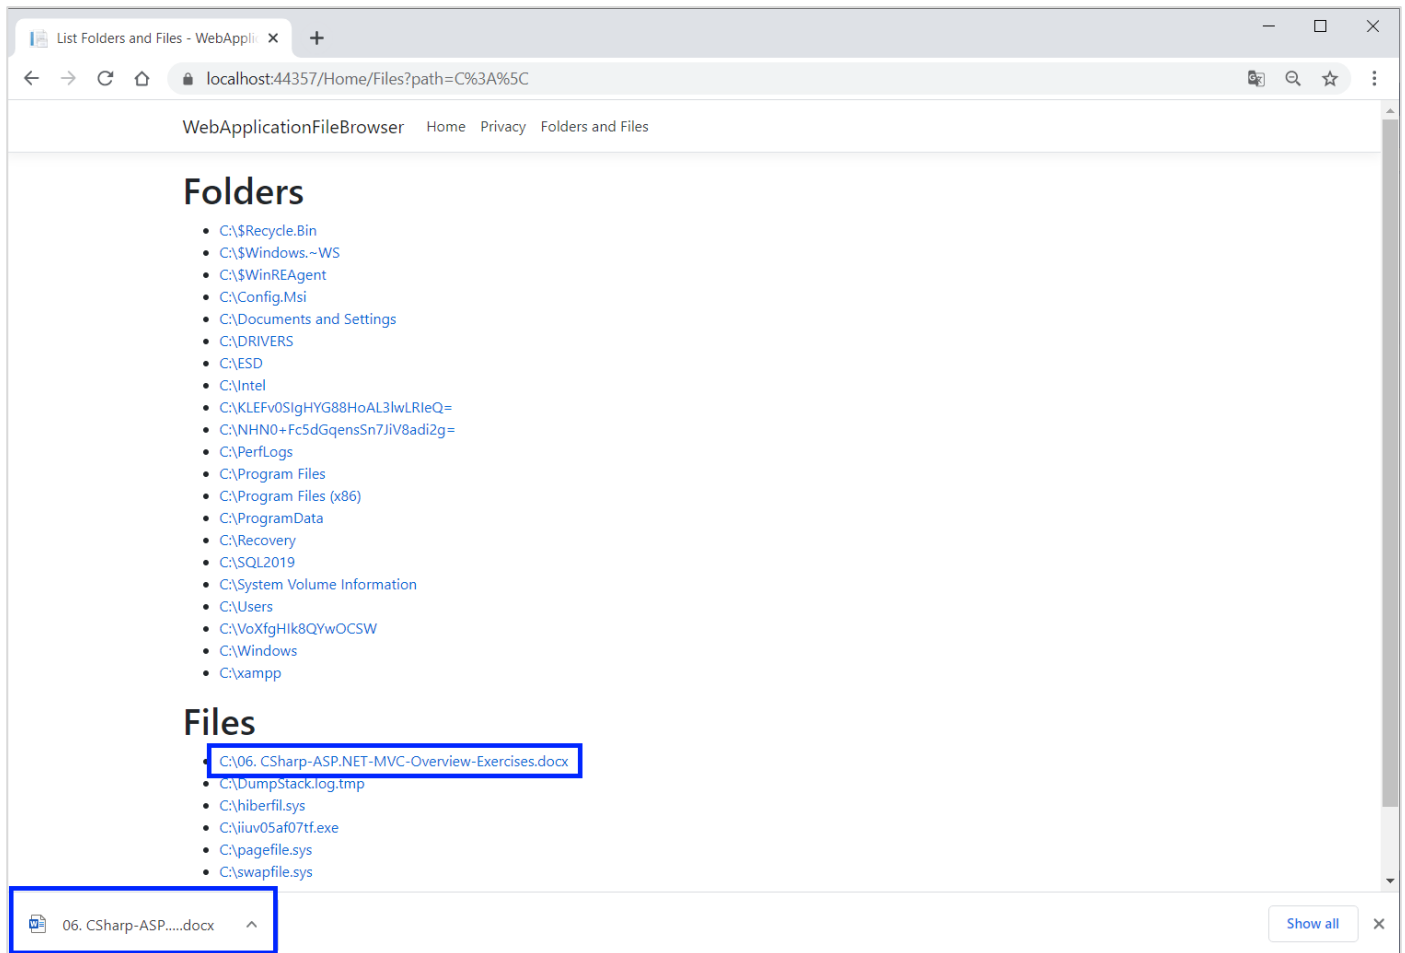 List Folders and Files - WebAppli
localhost:44357/Home/Files?path=C%3A%5C
WebApplicationFileBrowser Home Privacy Folders and Files
Folders
C:\$Recycle.Bin
C:\$Windows.~WS
C:\$WinREAgent
C:\Config.Msi
C:\Documents and Settings
C:\DRIVERS
C:\ESD
C:\Intel
C:\KLEFv0SIgHYG88HoAL3lwLRIeQ=
C:\NHN0+Fc5dGqensSn7JiV8adi2g=
C:\PerfLogs
C:\Program Files
C:\Program Files (x86)
C:\ProgramData
C:\Recovery
C:\SQL2019
C:\System Volume Information
C:\Users
C:\VoXfgHIk8QYwOCSW
C:\Windows
C:\xampp
Files
C:\06. CSharp-ASP.NET-MVC-Overview-Exercises.docx
C:\DumpStack.log.tmp
C:\hiberfil.sys
C:\iiuv05af07tf.exe
C:\pagefile.sys
C:\swapfile.sys
06. CSharp-ASP.....docx
Show all